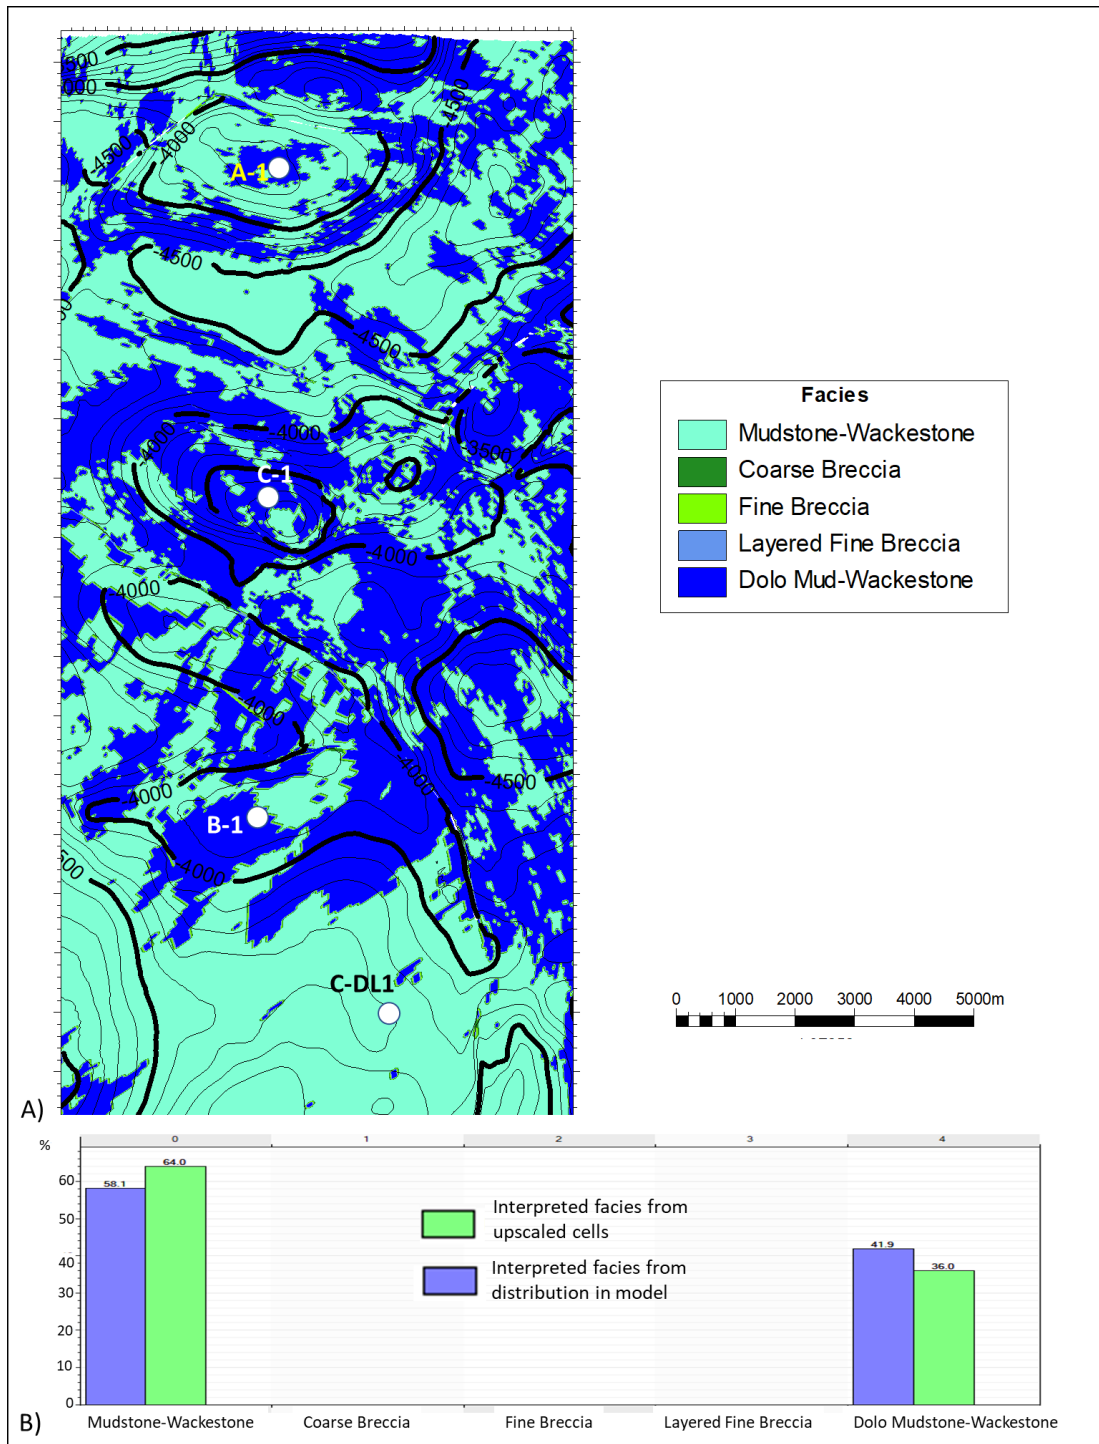 -4500
-4500
-4000
A-1
-4500
-4500
-4000
-4000
-3500
C-1
-4000
-4000
-4000
-4000
-4500
-4000
B-1
-4000
C-DL1
A)
Facies
Mudstone-Wackestone
Coarse Breccia
Fine Breccia
Layered Fine Breccia
Dolo Mud-Wackestone
0 1000 2000 3000 4000 5000m
% 0 1 2 3 4
60
50
40
30
20
10
0
58.1 64.0
41.9 36.0
Interpreted facies from
upscaled cells
Interpreted facies from
distribution in model
B)
Mudstone-Wackestone Coarse Breccia Fine Breccia Layered Fine Breccia Dolo Mudstone-Wackestone